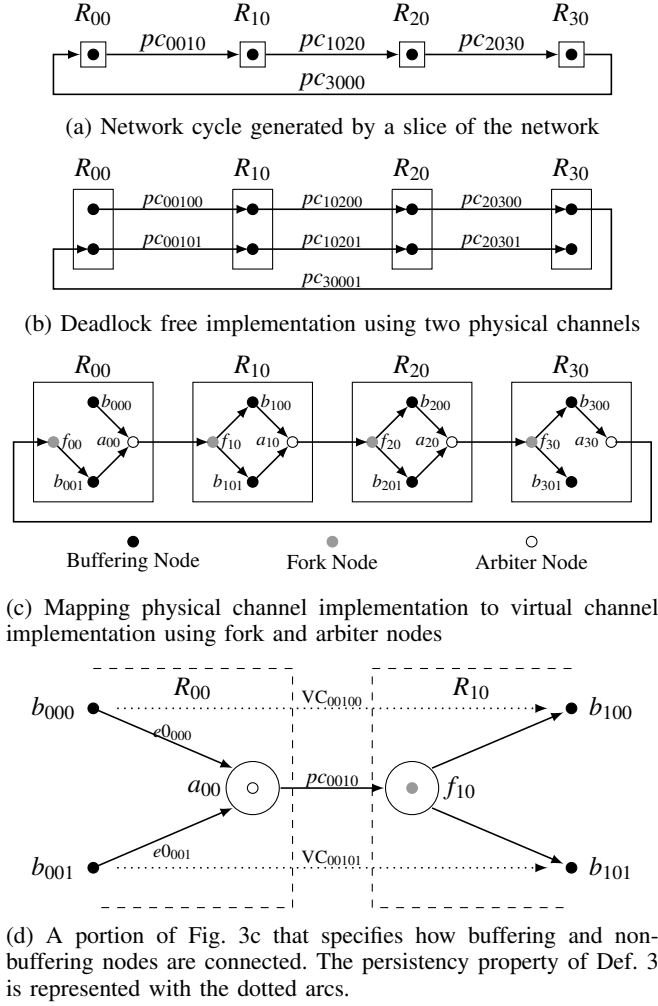 R00 R10 R20 R30
pc0010 pc1020 pc2030
pc3000
(a) Network cycle generated by a slice of the network
R00 R10 R20 R30
pc00100 pc10200 pc20300
pc00101 pc10201 pc20301
pc30001
(b) Deadlock free implementation using two physical channels
R00 R10 R20 R30
b000 b100 b200 b300
f00 a00 f10 a10 f20 a20 f30 a30
b001 b101 b201 b301
Buffering Node Fork Node Arbiter Node
(c) Mapping physical channel implementation to virtual channel
implementation using fork and arbiter nodes
R00 VC00100 R10
b000 b100
e0000
a00 pc0010 f10
e0001
b001 VC00101 b101
(d) A portion of Fig. 3c that specifies how buffering and non-
buffering nodes are connected. The persistency property of Def. 3
is represented with the dotted arcs.